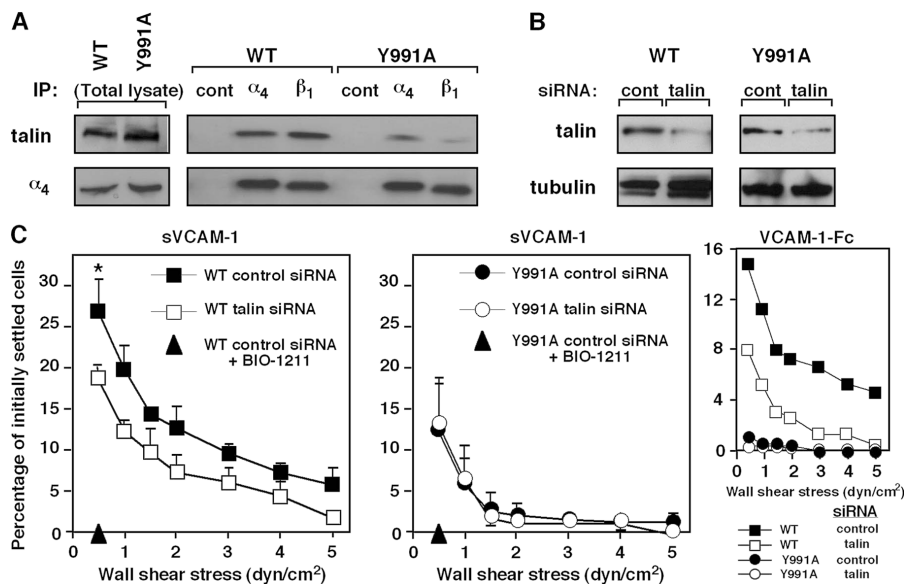 A
WT
Y991A
WT
Y991A
IP:
(Total lysate)
cont α4 β1
cont α4 β1
talin
α4
B
WT
Y991A
siRNA:
cont talin
cont talin
talin
tubulin
C
sVCAM-1
Percentage of initially settled cells
30
25
20
15
10
5
0
*
WT control siRNA
WT talin siRNA
WT control siRNA
+ BIO-1211
1 2 3 4 5
Wall shear stress (dyn/cm2)
sVCAM-1
30
25
20
15
10
5
0
Y991A control siRNA
Y991A talin siRNA
Y991A control siRNA
+ BIO-1211
1 2 3 4 5
Wall shear stress (dyn/cm2)
VCAM-1-Fc
16
12
8
4
0
0 1 2 3 4 5
Wall shear stress (dyn/cm2)
siRNA
WT control
WT talin
Y991A control
Y991A talin